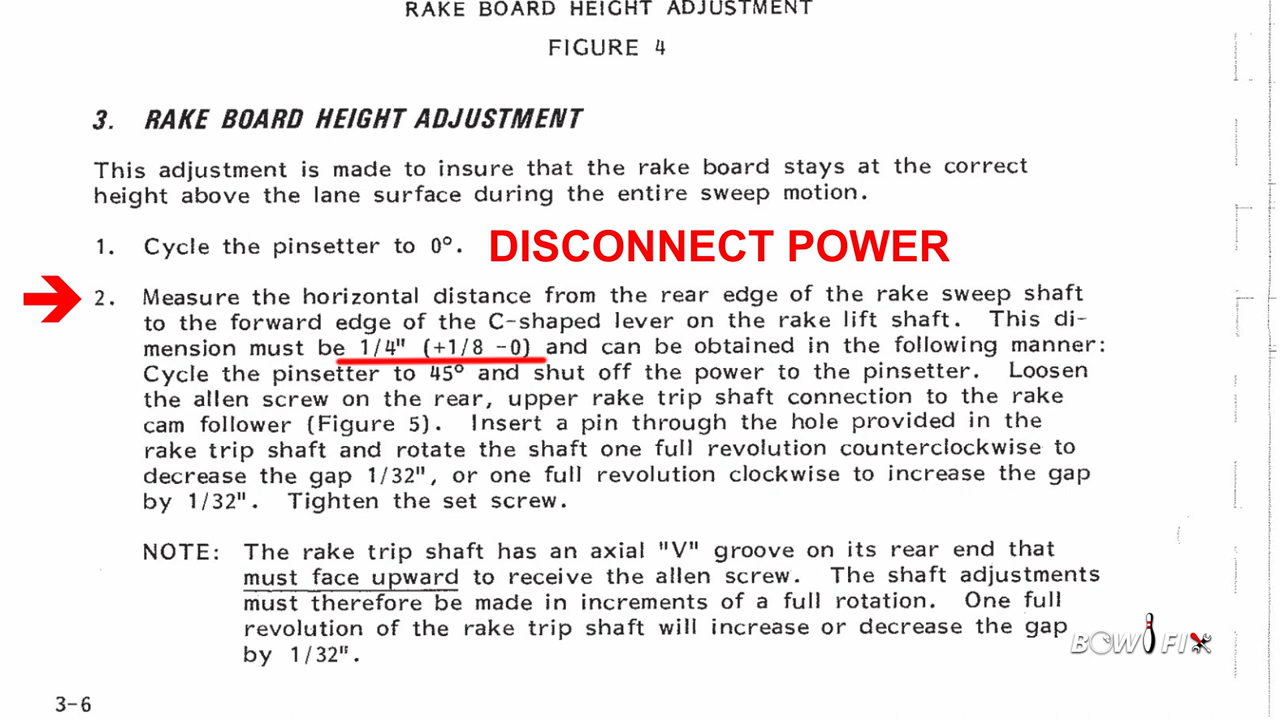 RAKE BOARD HEIGHT ADJUSTMENT
FIGURE 4
3. RAKE BOARD HEIGHT ADJUSTMENT
This adjustment is made to insure that the rake board stays at the correct
height above the lane surface during the entire sweep motion.
1. Cycle the pinsetter to 0°. DISCONNECT POWER
2. Measure the horizontal distance from the rear edge of the rake sweep shaft
to the forward edge of the C-shaped lever on the rake lift shaft. This di-
mension must be 1/4" (+1/8 -0) and can be obtained in the following manner:
Cycle the pinsetter to 45° and shut off the power to the pinsetter. Loosen
the allen screw on the rear, upper rake trip shaft connection to the rake
cam follower (Figure 5). Insert a pin through the hole provided in the
rake trip shaft and rotate the shaft one full revolution counterclockwise to
decrease the gap 1/32", or one full revolution clockwise to increase the gap
by 1/32". Tighten the set screw.
NOTE: The rake trip shaft has an axial "V" groove on its rear end that
must face upward to receive the allen screw. The shaft adjustments
must therefore be made in increments of a full rotation. One full
revolution of the rake trip shaft will increase or decrease the gap
by 1/32".
BOWLFIX
3-6